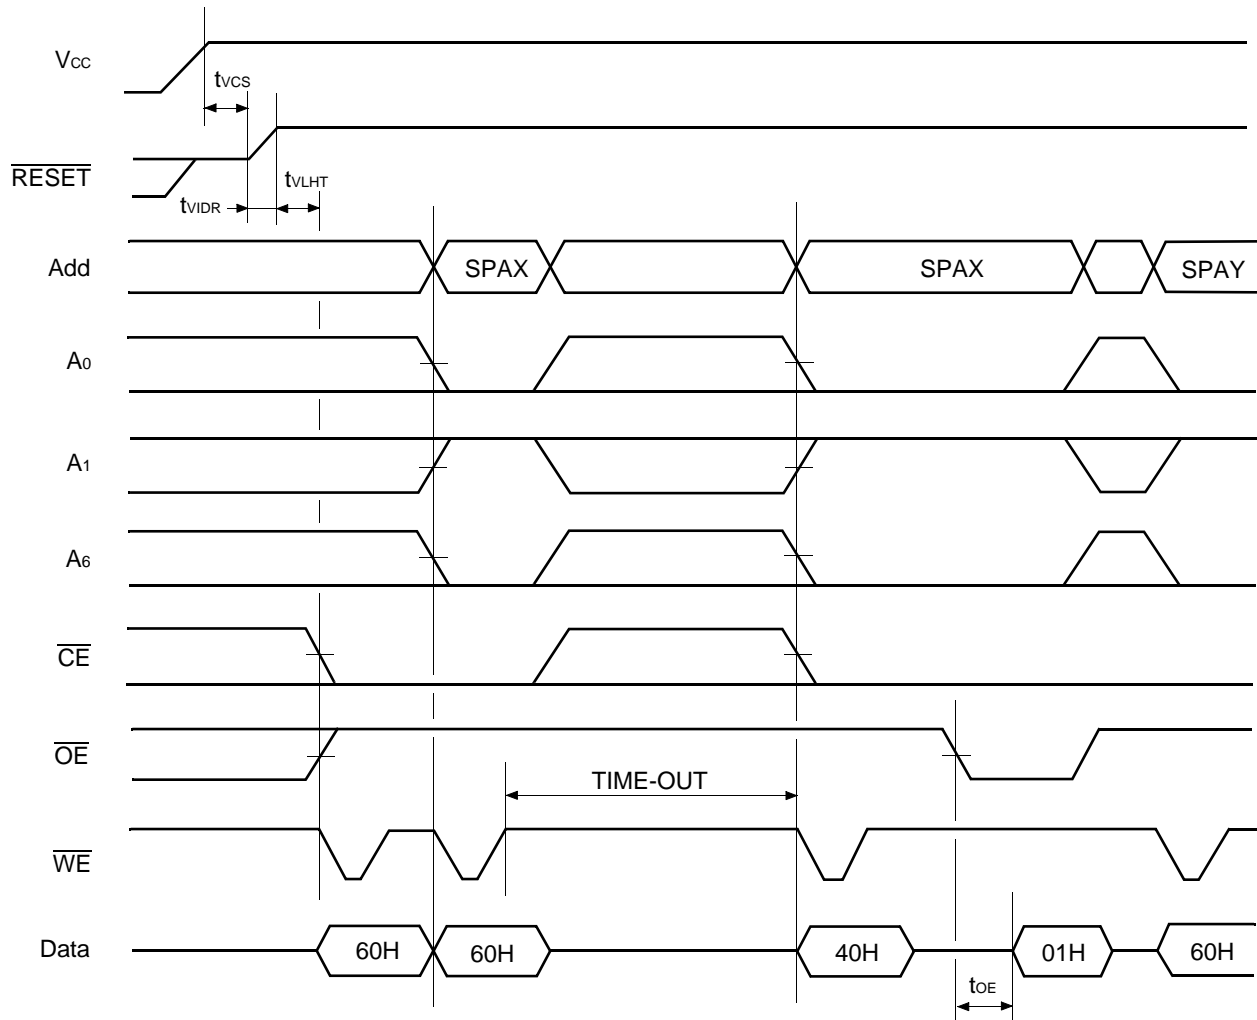 VCC
tVCS
RESET
tVLHT
tVIDR
Add
SPAX
SPAX
SPAY
A0
A1
A6
CE
OE
TIME-OUT
WE
Data
60H
60H
40H
01H
60H
tOE